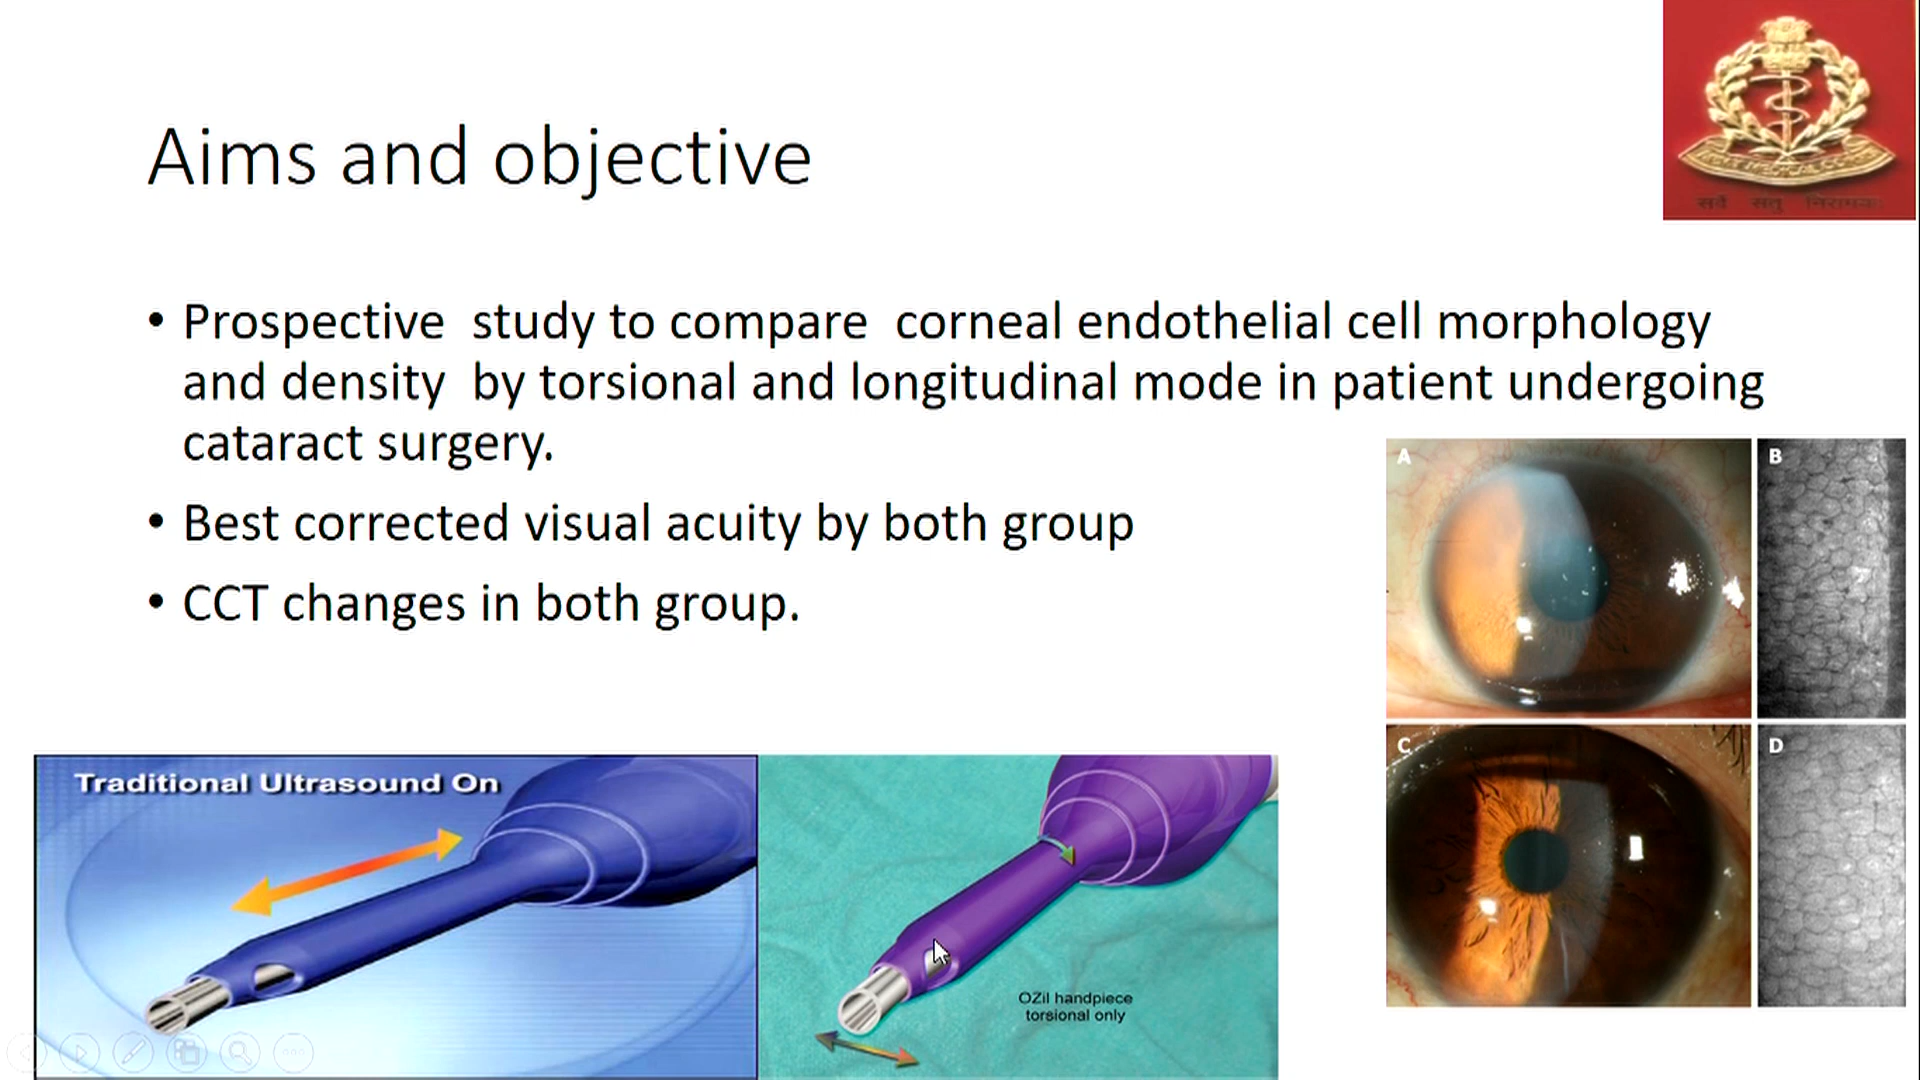 Aims and objective
• Prospective study to compare corneal endothelial cell morphology
and density by torsional and longitudinal mode in patient undergoing
cataract surgery.
• Best corrected visual acuity by both group
• CCT changes in both group.
Traditional Ultrasound On
OZil handpiece
torsional only
A
B
C
D
सर्वे संतु निरामया: